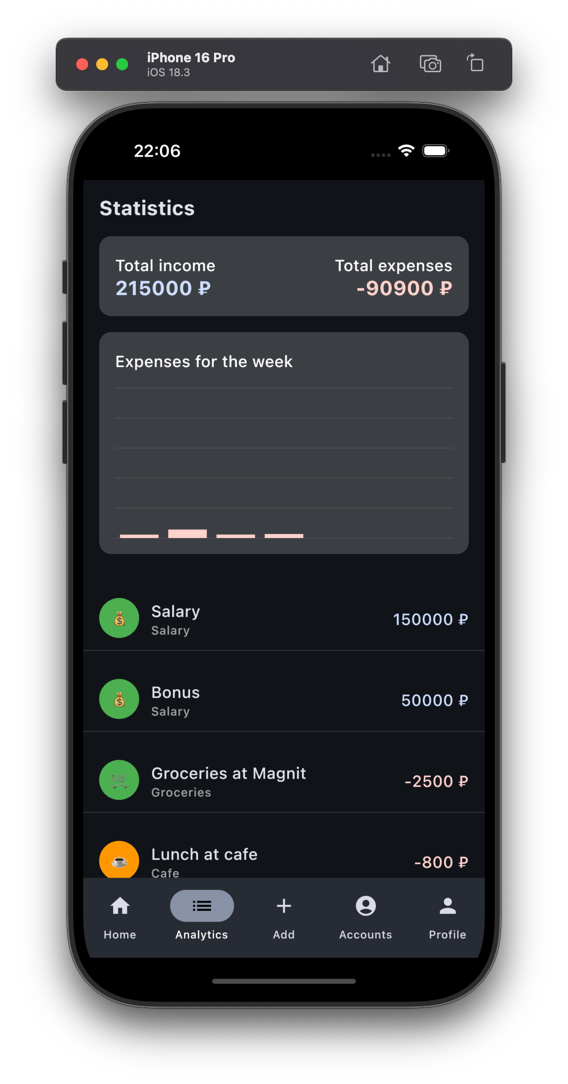 iPhone 16 Pro
iOS 18.3
22:06
Statistics
Total income
Total expenses
215000 ₽
-90900 ₽
Expenses for the week
Salary
Salary
150000 ₽
Bonus
Salary
50000 ₽
Groceries at Magnit
Groceries
-2500 ₽
Lunch at cafe
Cafe
-800 ₽
Home
Analytics
Add
Accounts
Profile